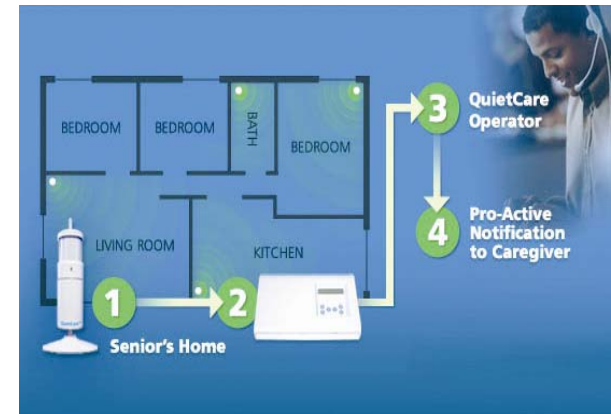 BEDROOM
BEDROOM
BATH
BEDROOM
LIVING ROOM
KITCHEN
1
2
Senior's Home
3
QuietCare
Operator
4
Pro-Active
Notification
to Caregiver